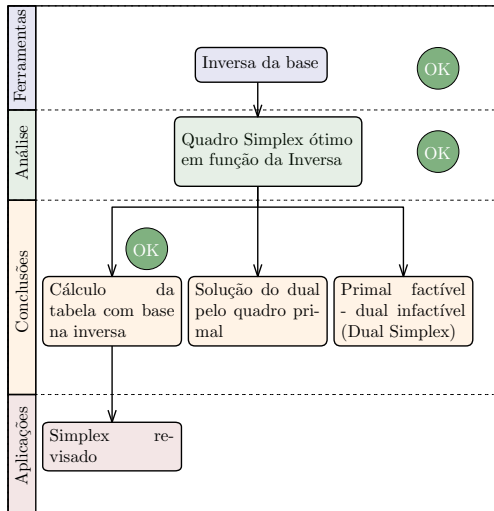 Ferramentas
Inversa da base
OK
Análise
Quadro Simplex ótimo
em função da Inversa
OK
Conclusões
OK
Cálculo da
tabela com base
na inversa
Solução do dual
pelo quadro pri-
mal
Primal factível
- dual infactível
(Dual Simplex)
Aplicações
Simplex re-
visado